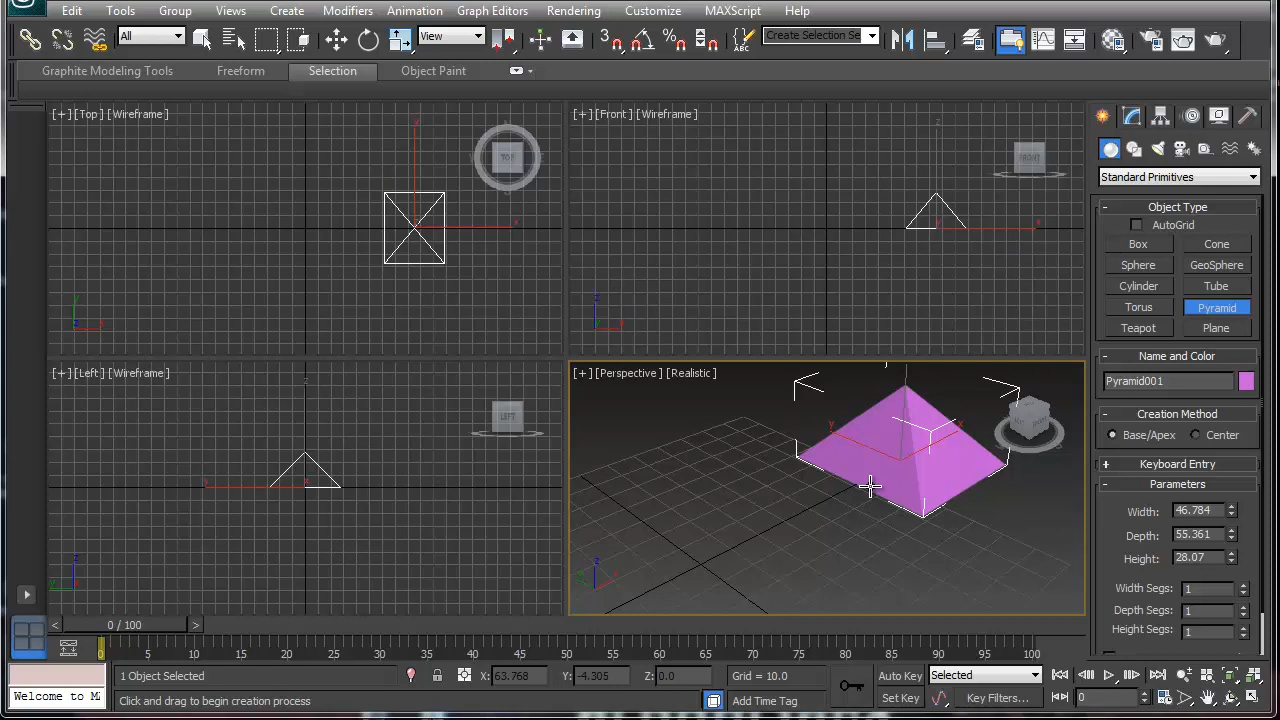 Edit Tools Group Views Create Modifiers Animation Graph Editors Rendering Customize MAXScript Help
All View 3 % ABC Create Selection Se
Graphite Modeling Tools Freeform Selection Object Paint
[+][Top][Wireframe]
TOP
[+][Front][Wireframe]
FRONT
[+][Left][Wireframe]
LEFT
[+][Perspective][Realistic]
Standard Primitives
- Object Type
AutoGrid
Box Cone
Sphere GeoSphere
Cylinder Tube
Torus Pyramid
Teapot Plane
- Name and Color
Pyramid001
- Creation Method
Base/Apex Center
+ Keyboard Entry
- Parameters
Width: 46.784
Depth: 55.361
Height: 28.07
Width Segs: 1
Depth Segs: 1
Height Segs: 1
< 0 / 100 >
0 5 10 15 20 25 30 35 40 45 50 55 60 65 70 75 80 85 90 95 100
1 Object Selected X: 63.768 Y: -4.305 Z: 0.0 Grid = 10.0 Auto Key Selected
Welcome to MA Click and drag to begin creation process Add Time Tag Set Key Key Filters... 0